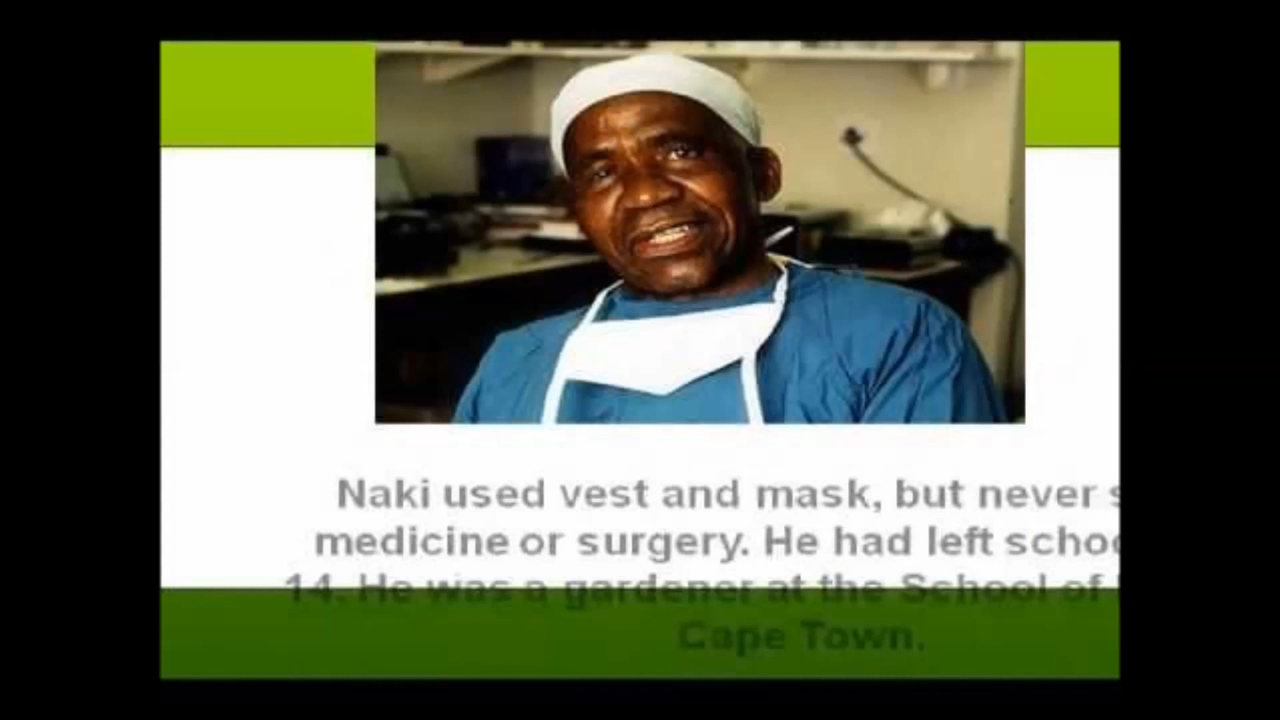 Naki used vest and mask, but never
medicine or surgery. He had left
14. He was a gardener at the School of
Cape Town.